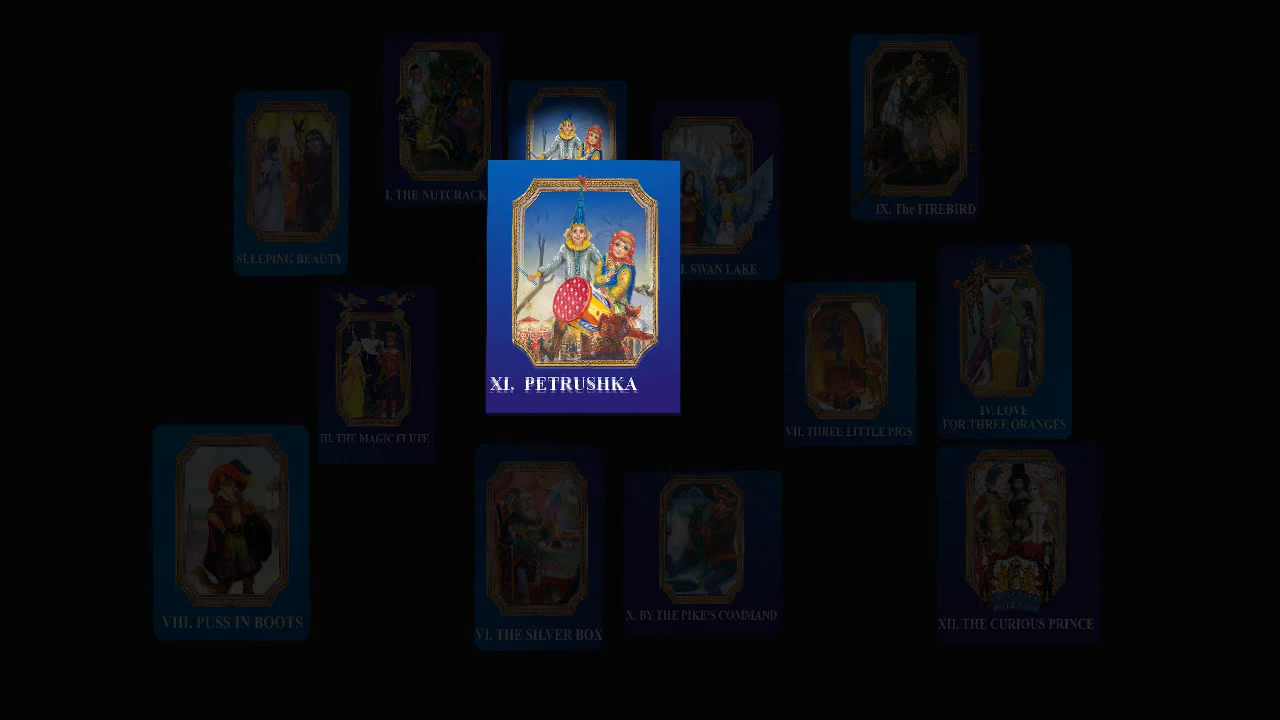 I. THE NUTCRACK
IX. The FIREBIRD
SLEEPING BEAUTY
. SWAN LAKE
XI. PETRUSHKA
IV. LOVE
FOR THREE ORANGES
VII. THREE LITTLE PIGS
III. THE MAGIC FLUTE
X. BY THE PIKE'S COMMAND
VIII. PUSS IN BOOTS
XII. THE CURIOUS PRINCE
VI. THE SILVER BOX